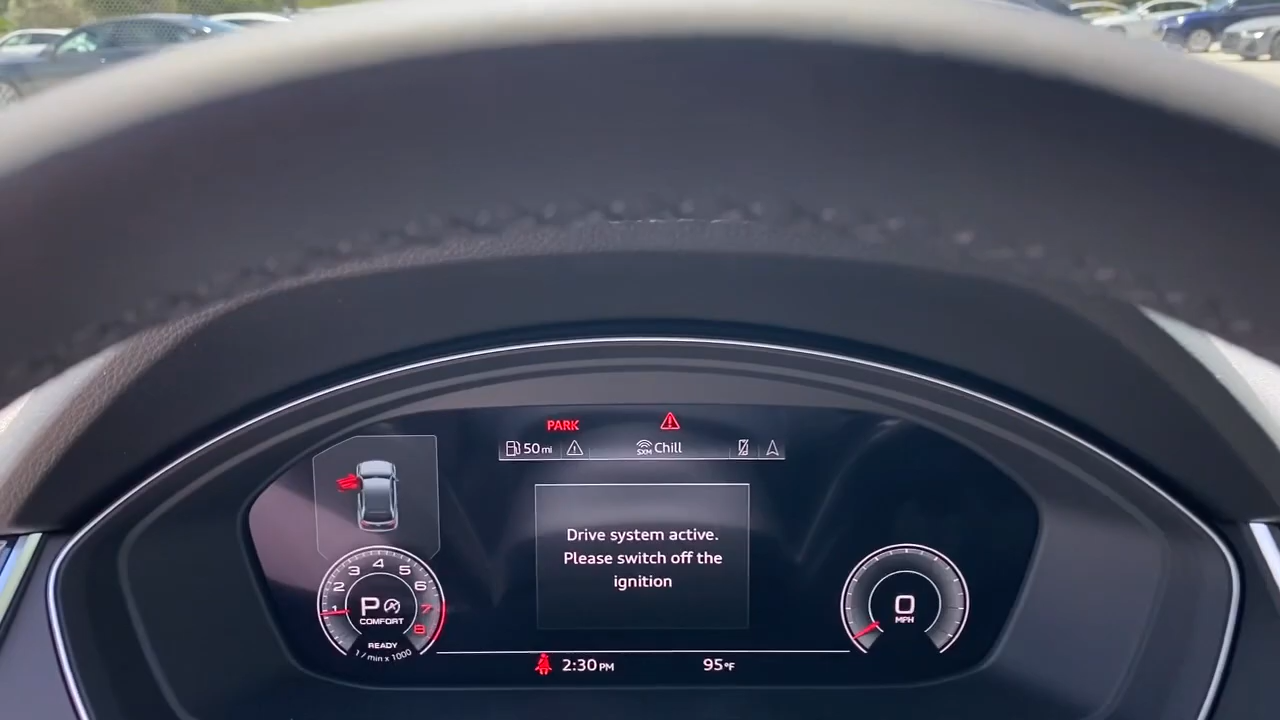 PARK
50 mi
SXM Chill
Drive system active.
Please switch off the
ignition
1 2 3 4 5 6 7 8
P
COMFORT
READY
1 / min x 1000
0
MPH
2:30 PM
95°F